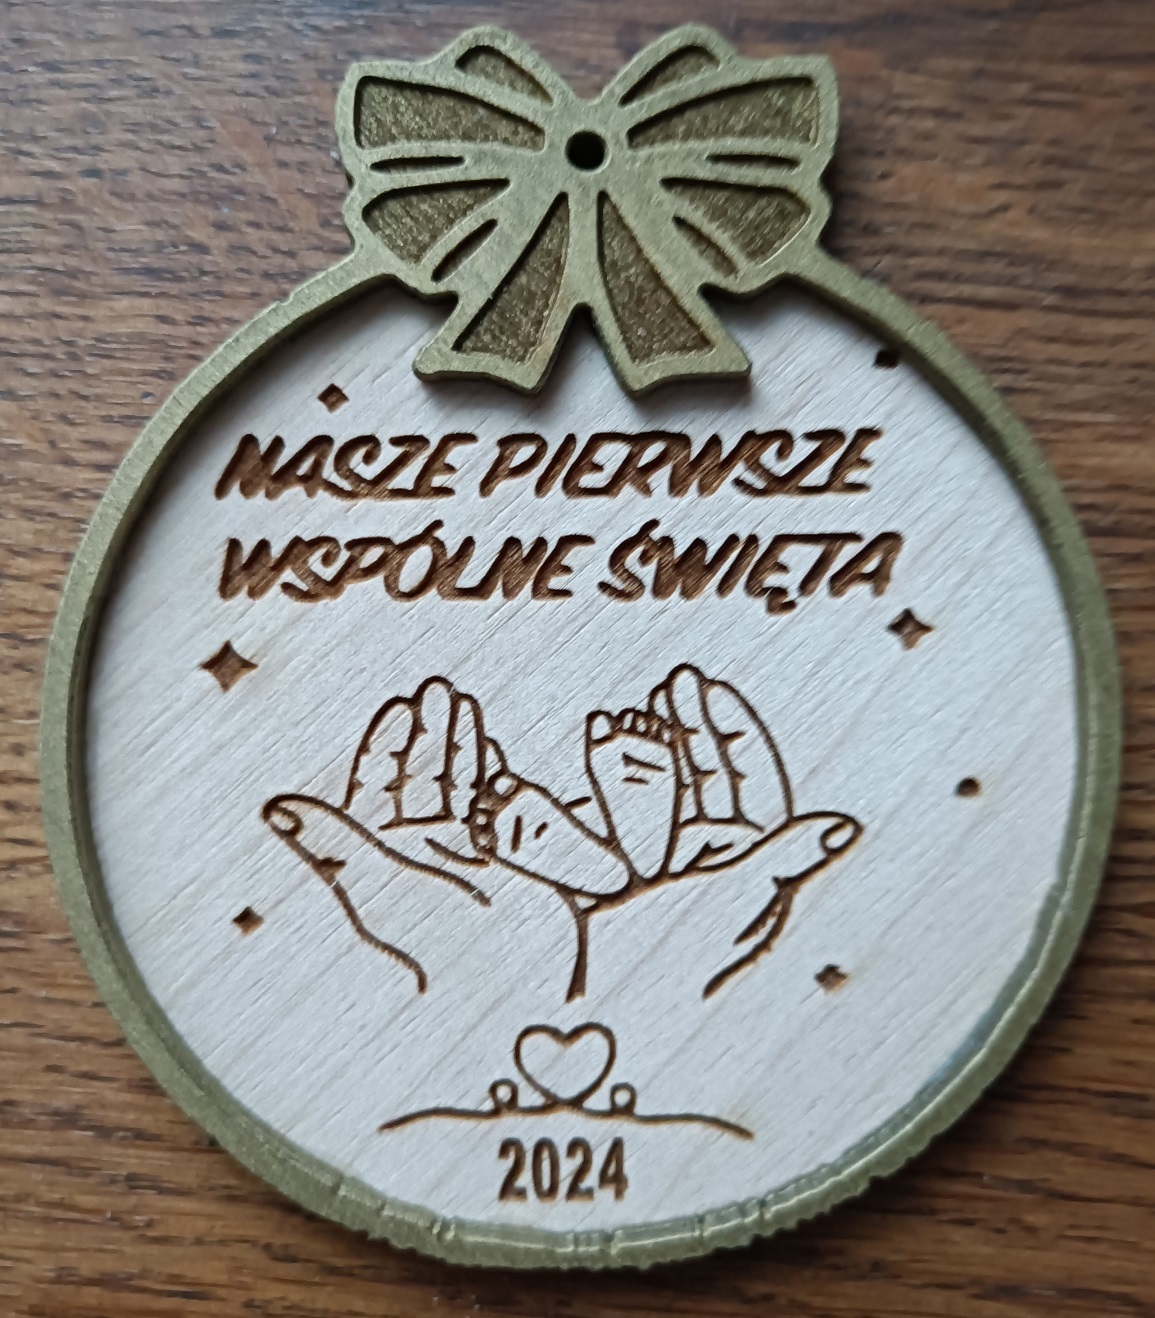 NASZE PIERWSZE
WSPÓLNE ŚWIĘTA
2024